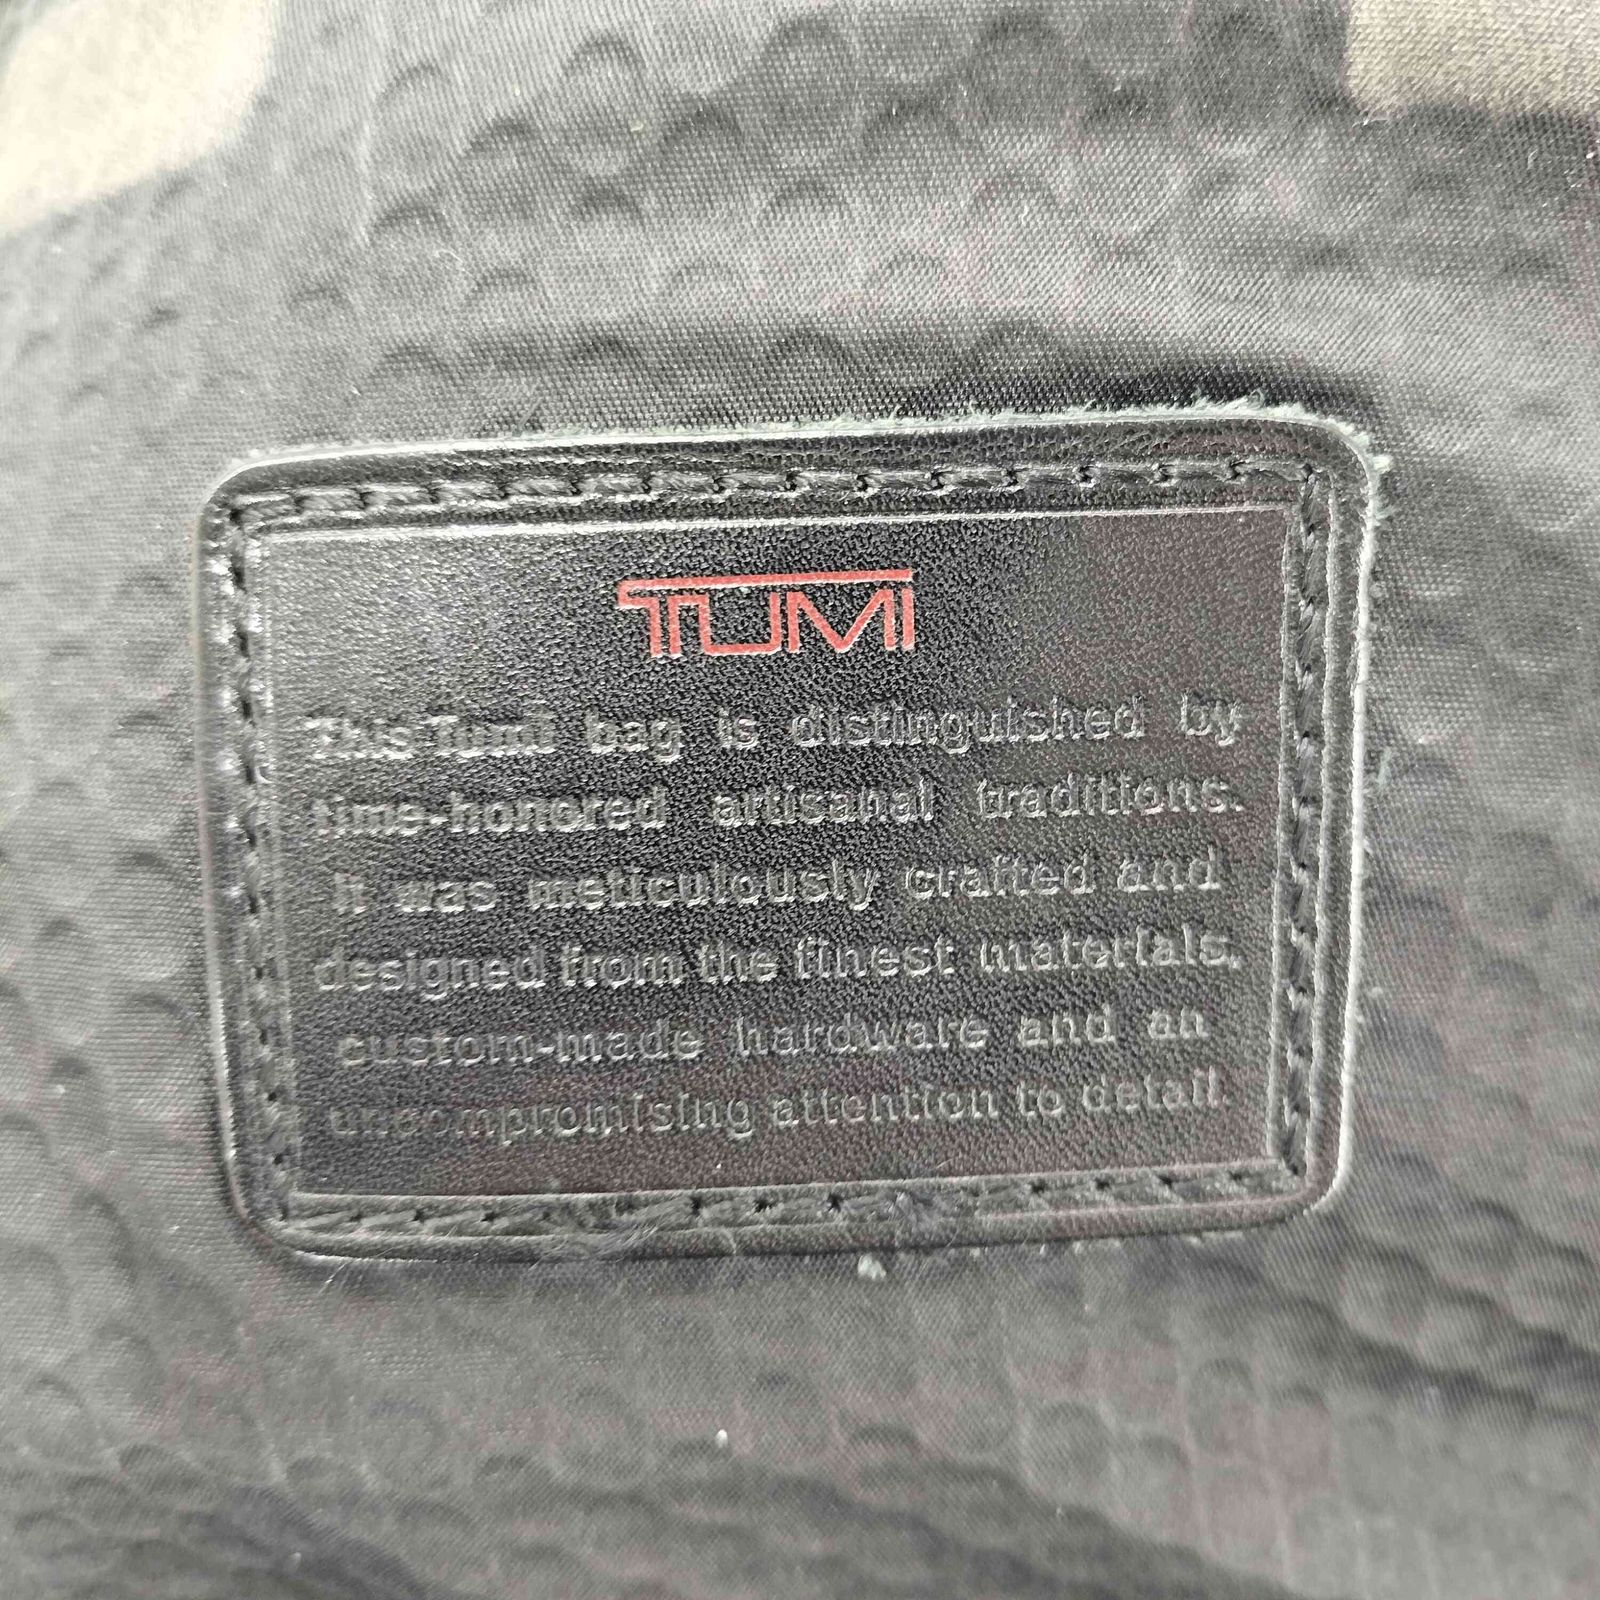 TUMI
This Tumi bag is distinguished by
time-honored artisanal traditions.
It was meticulously crafted and
designed from the finest materials,
custom-made hardware and an
uncompromising attention to detail.